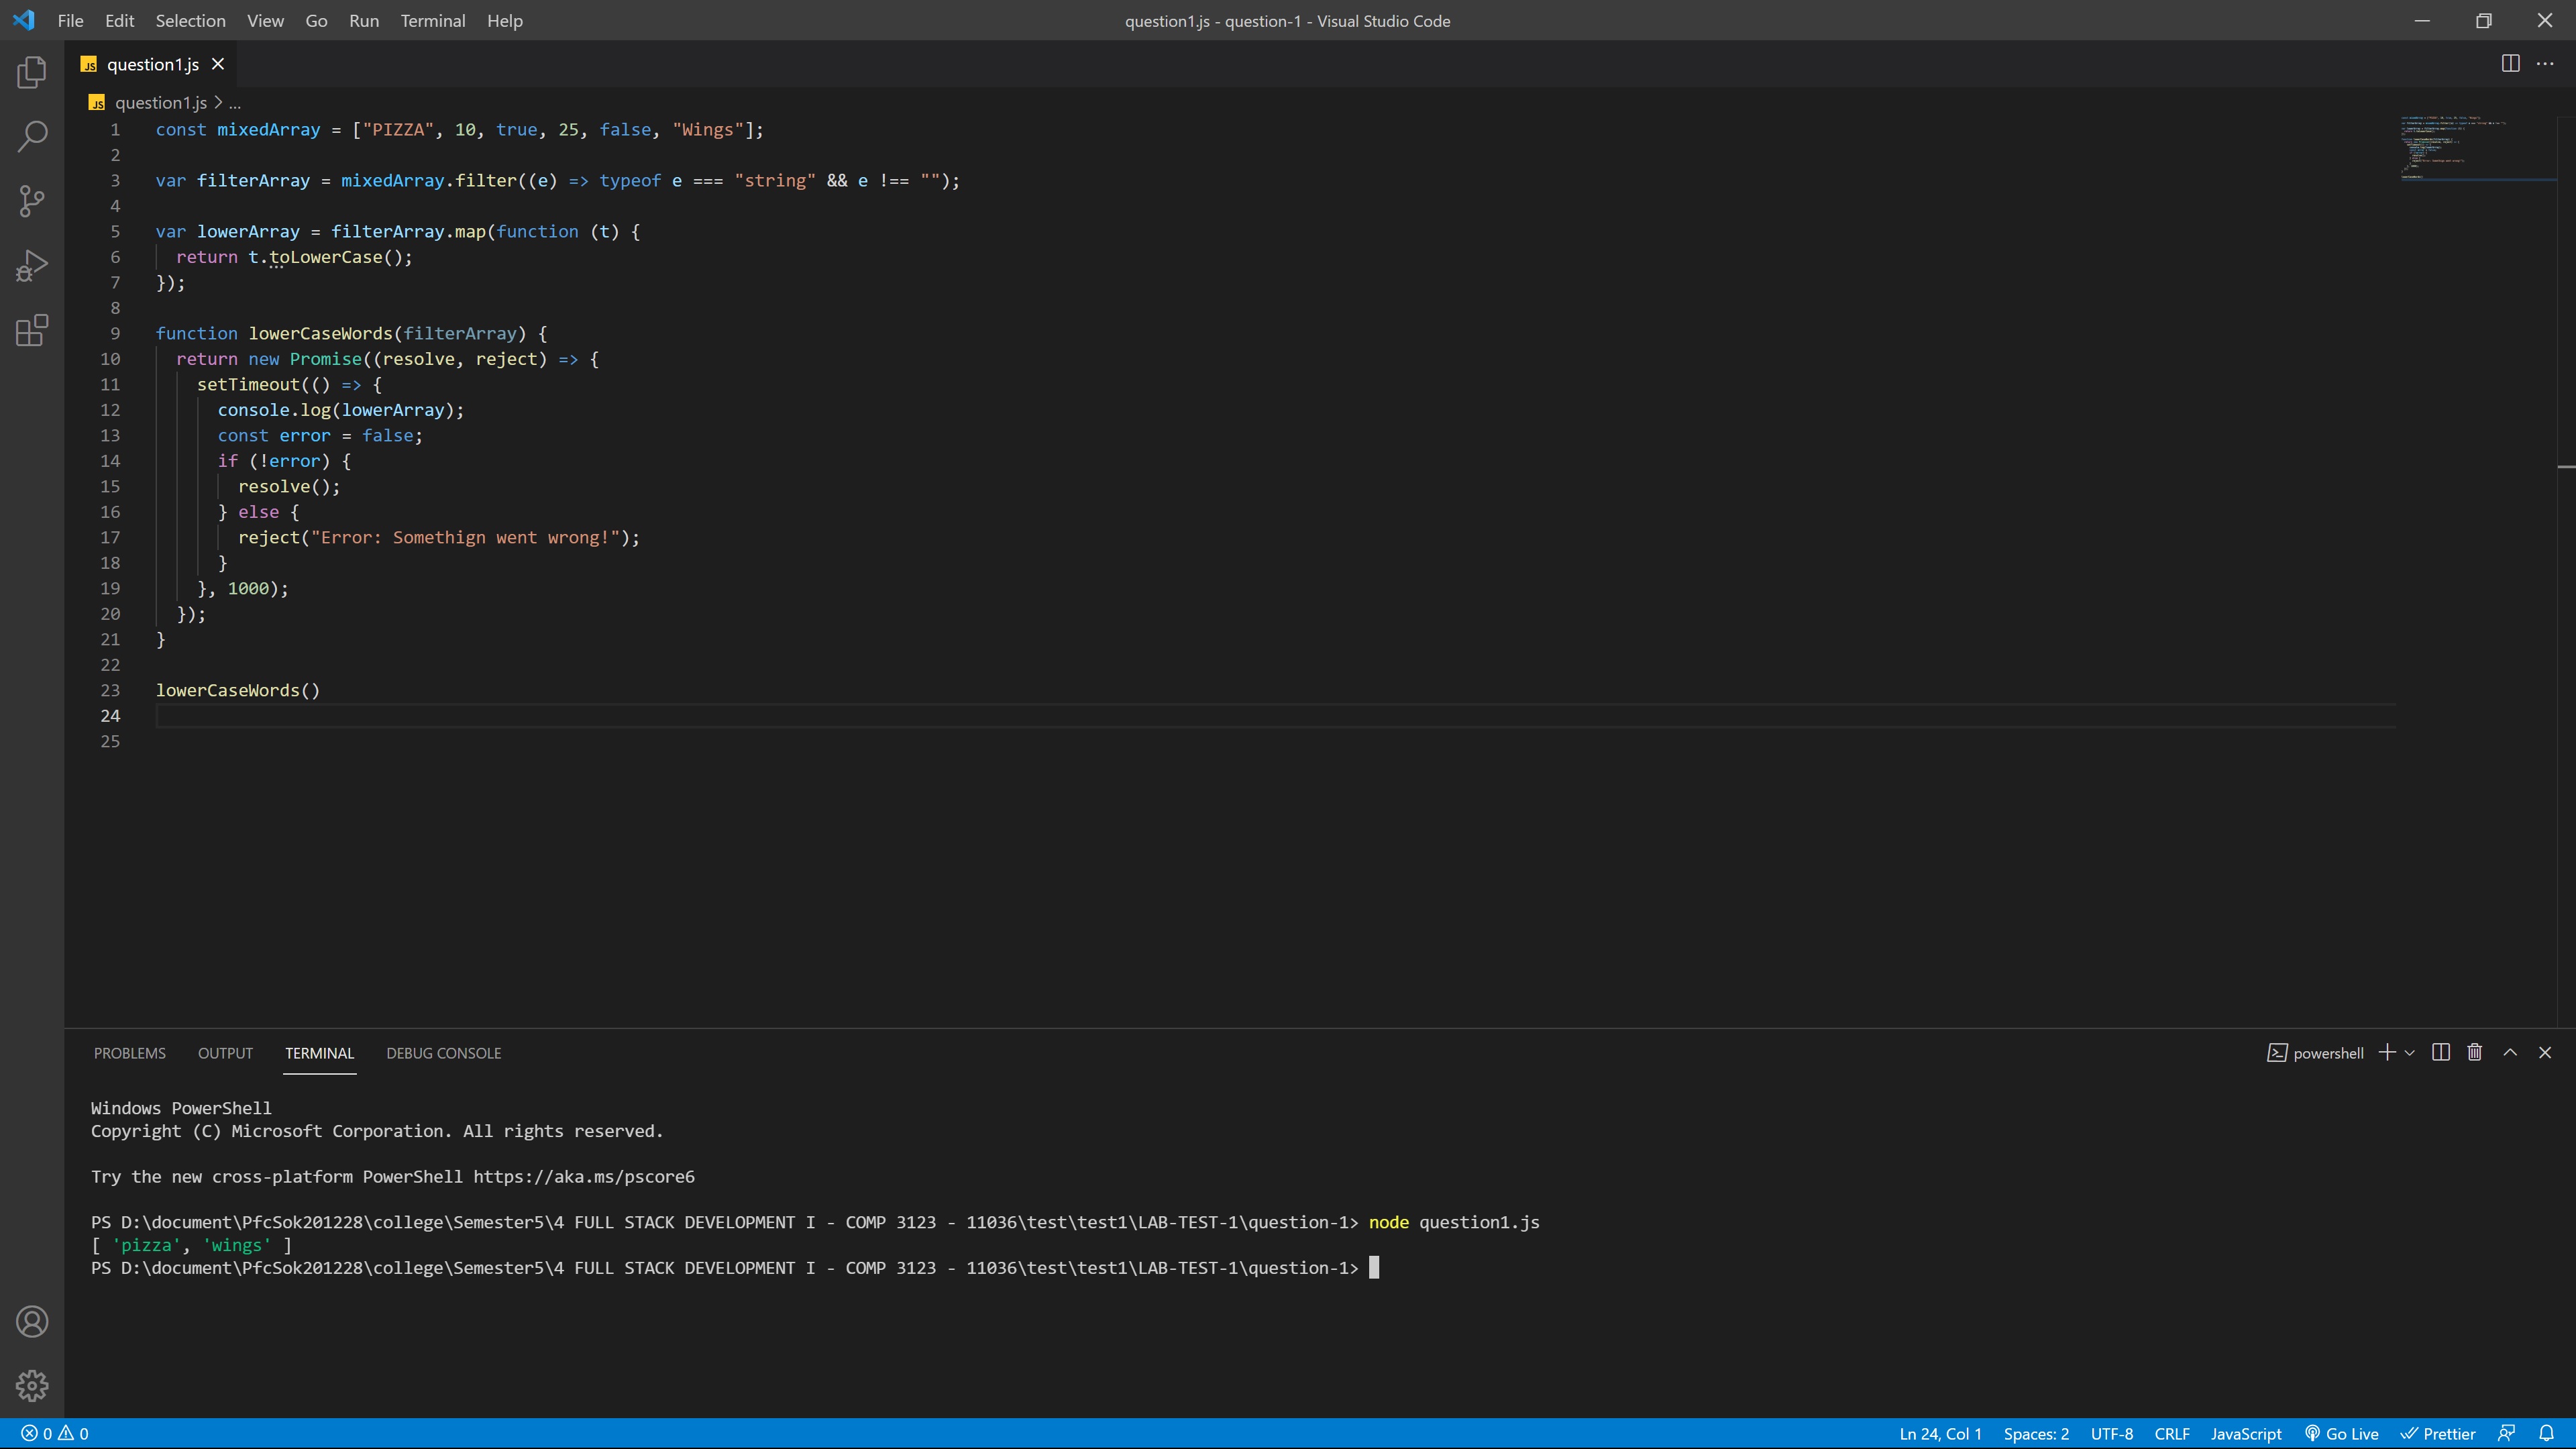 File Edit Selection View Go Run Terminal Help
question1.js - question-1 - Visual Studio Code
JS question1.js
JS question1.js > ...
1 const mixedArray = ["PIZZA", 10, true, 25, false, "Wings"];
2
3 var filterArray = mixedArray.filter((e) => typeof e === "string" && e !== "");
4
5 var lowerArray = filterArray.map(function (t) {
6   return t.toLowerCase();
7 });
8
9 function lowerCaseWords(filterArray) {
10   return new Promise((resolve, reject) => {
11     setTimeout(() => {
12       console.log(lowerArray);
13       const error = false;
14       if (!error) {
15         resolve();
16       } else {
17         reject("Error: Somethign went wrong!");
18       }
19     }, 1000);
20   });
21 }
22
23 lowerCaseWords()
24
25
PROBLEMS OUTPUT TERMINAL DEBUG CONSOLE
powershell
Windows PowerShell
Copyright (C) Microsoft Corporation. All rights reserved.
Try the new cross-platform PowerShell https://aka.ms/pscore6
PS D:\document\PfcSok201228\college\Semester5\4 FULL STACK DEVELOPMENT I - COMP 3123 - 11036\test\test1\LAB-TEST-1\question-1> node question1.js
[ 'pizza', 'wings' ]
PS D:\document\PfcSok201228\college\Semester5\4 FULL STACK DEVELOPMENT I - COMP 3123 - 11036\test\test1\LAB-TEST-1\question-1>
0 0 Ln 24, Col 1 Spaces: 2 UTF-8 CRLF JavaScript Go Live Prettier